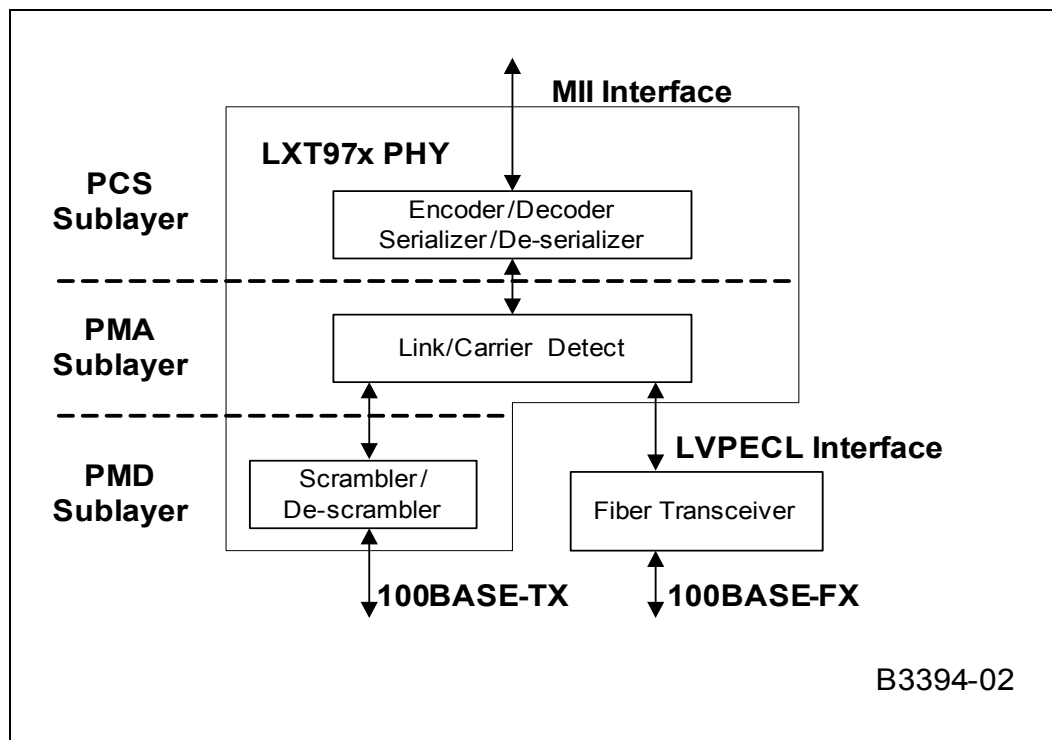 MII Interface
LXT97x PHY
PCS
Sublayer
Encoder/Decoder
Serializer/De-serializer
PMA
Sublayer
Link/Carrier Detect
LVPECL Interface
PMD
Sublayer
Scrambler/
De-scrambler
Fiber Transceiver
100BASE-TX
100BASE-FX
B3394-02